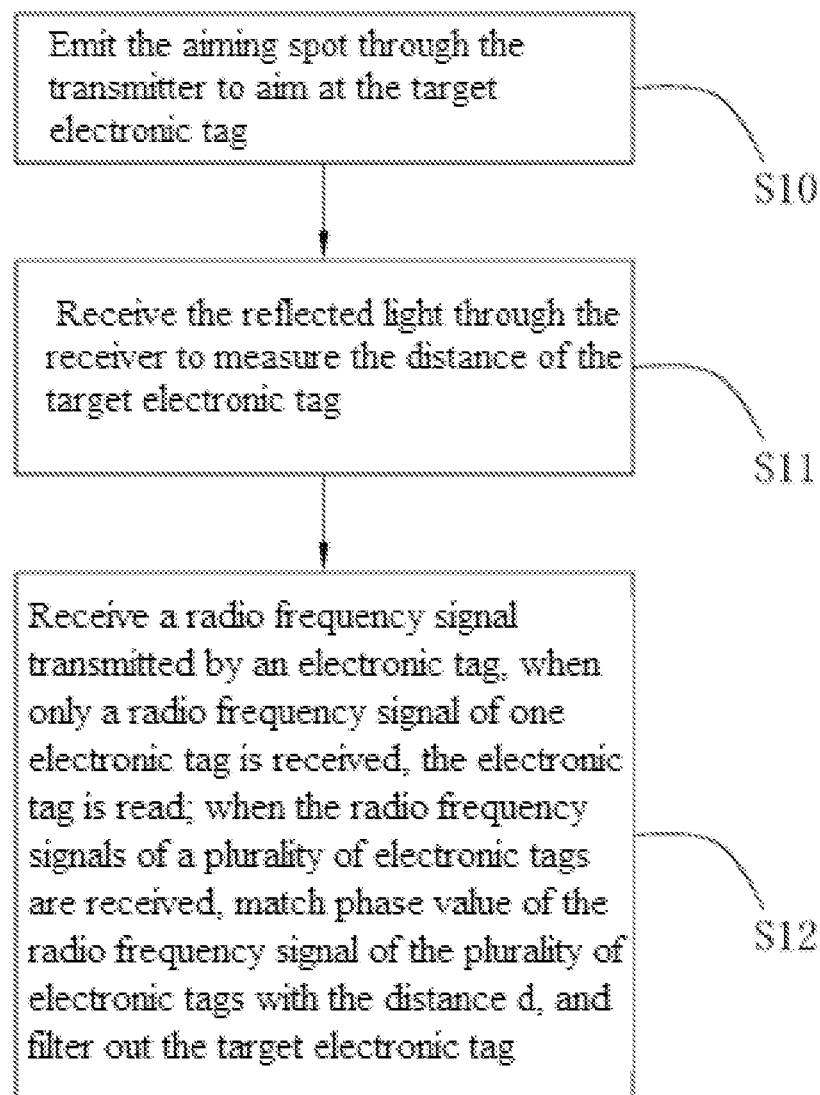 Emit the aiming spot through the
transmitter to aim at the target
electronic tag
S10
Receive the reflected light through the
receiver to measure the distance of the
target electronic tag
S11
Receive a radio frequency signal
transmitted by an electronic tag, when
only a radio frequency signal of one
electronic tag is received, the electronic
tag is read; when the radio frequency
signals of a plurality of electronic tags
are received, match phase value of the
radio frequency signal of the plurality of
electronic tags with the distance d, and
filter out the target electronic tag
S12